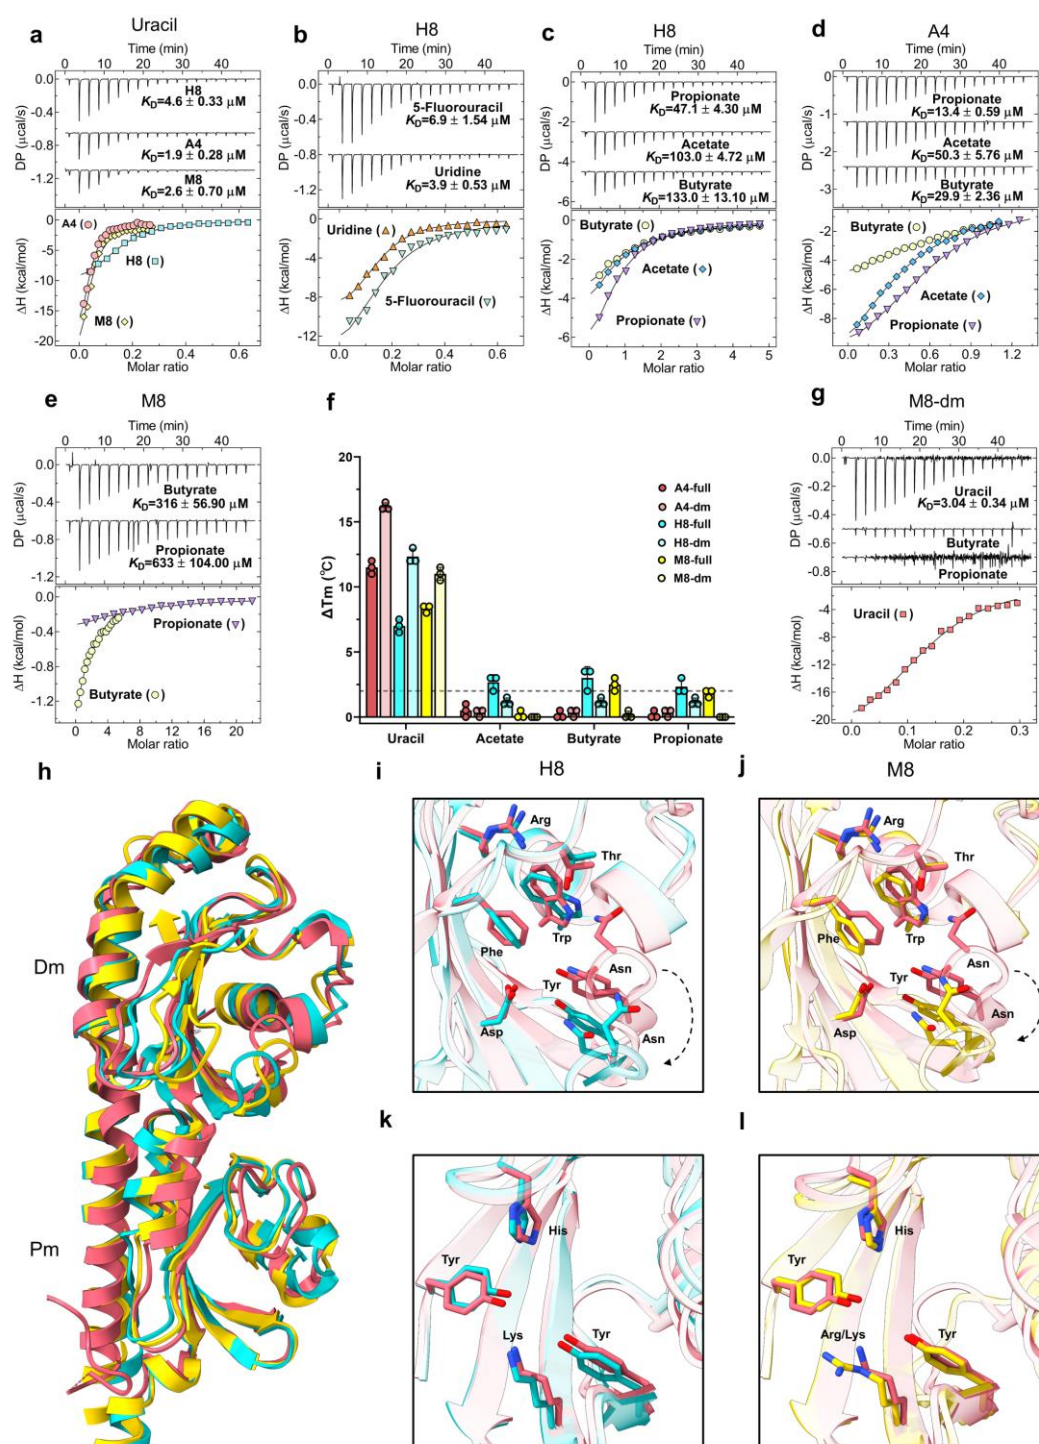 a
Uracil
Time (min)
0 10 20 30 40
0.0
-0.4
-0.8
-1.2
DP (µcal/s)
H8
KD=4.6 ± 0.33 µM
A4
KD=1.9 ± 0.28 µM
M8
KD=2.6 ± 0.70 µM
0
-5
-10
-15
-20
ΔH (kcal/mol)
A4 ( )
H8 ( )
M8 ( )
0.0 0.2 0.4 0.6
Molar ratio
b
H8
Time (min)
0 10 20 30 40
0.0
-0.8
-0.8
-1.2
DP (µcal/s)
5-Fluorouracil
KD=6.9 ± 1.54 µM
Uridine
KD=3.9 ± 0.53 µM
0
-4
-8
-12
ΔH (kcal/mol)
Uridine ( )
5-Fluorouracil ( )
0.0 0.2 0.4 0.6
Molar ratio
c
H8
Time (min)
0 10 20 30 40
0
-2
-4
-5
DP (µcal/s)
Propionate
KD=47.1 ± 4.30 µM
Acetate
KD=103.0 ± 4.72 µM
Butyrate
KD=133.0 ± 13.10 µM
0
-2
-4
-6
ΔH (kcal/mol)
Butyrate ( )
Acetate ( )
Propionate ( )
0 1 2 3 4 5
Molar ratio
d
A4
Time (min)
0 10 20 30 40
0
-1
-2
-3
DP (µcal/s)
Propionate
KD=13.4 ± 0.59 µM
Acetate
KD=50.3 ± 5.76 µM
Butyrate
KD=29.9 ± 2.36 µM
-2
-4
-6
-8
ΔH (kcal/mol)
Butyrate ( )
Acetate ( )
Propionate ( )
0.0 0.3 0.6 0.9 1.2
Molar ratio
e
M8
Time (min)
0 10 20 30 40
0.0
-0.4
-0.8
-1.2
DP (µcal/s)
Butyrate
KD=316 ± 56.90 µM
Propionate
KD=633 ± 104.00 µM
0.0
-0.4
-0.8
-1.2
ΔH (kcal/mol)
Propionate ( )
Butyrate ( )
0 4 8 12 16 20
Molar ratio
f
20
15
10
5
0
ΔTm (°C)
A4-full
A4-dm
H8-full
H8-dm
M8-full
M8-dm
Uracil Acetate Butyrate Propionate
g
M8-dm
Time (min)
0 10 20 30 40
0.0
-0.2
-0.4
-0.6
-0.8
DP (µcal/s)
Uracil
KD=3.04 ± 0.34 µM
Butyrate
Propionate
-4
-8
-12
-16
-20
ΔH (kcal/mol)
Uracil ( )
0.0 0.1 0.2 0.3
Molar ratio
h
Dm
Pm
i
H8
Arg
Thr
Phe
Trp
Asn
Tyr
Asp
Asn
j
M8
Arg
Thr
Phe
Trp
Asn
Tyr
Asn
Asp
k
His
Tyr
Lys
Tyr
l
His
Tyr
Arg/Lys
Tyr